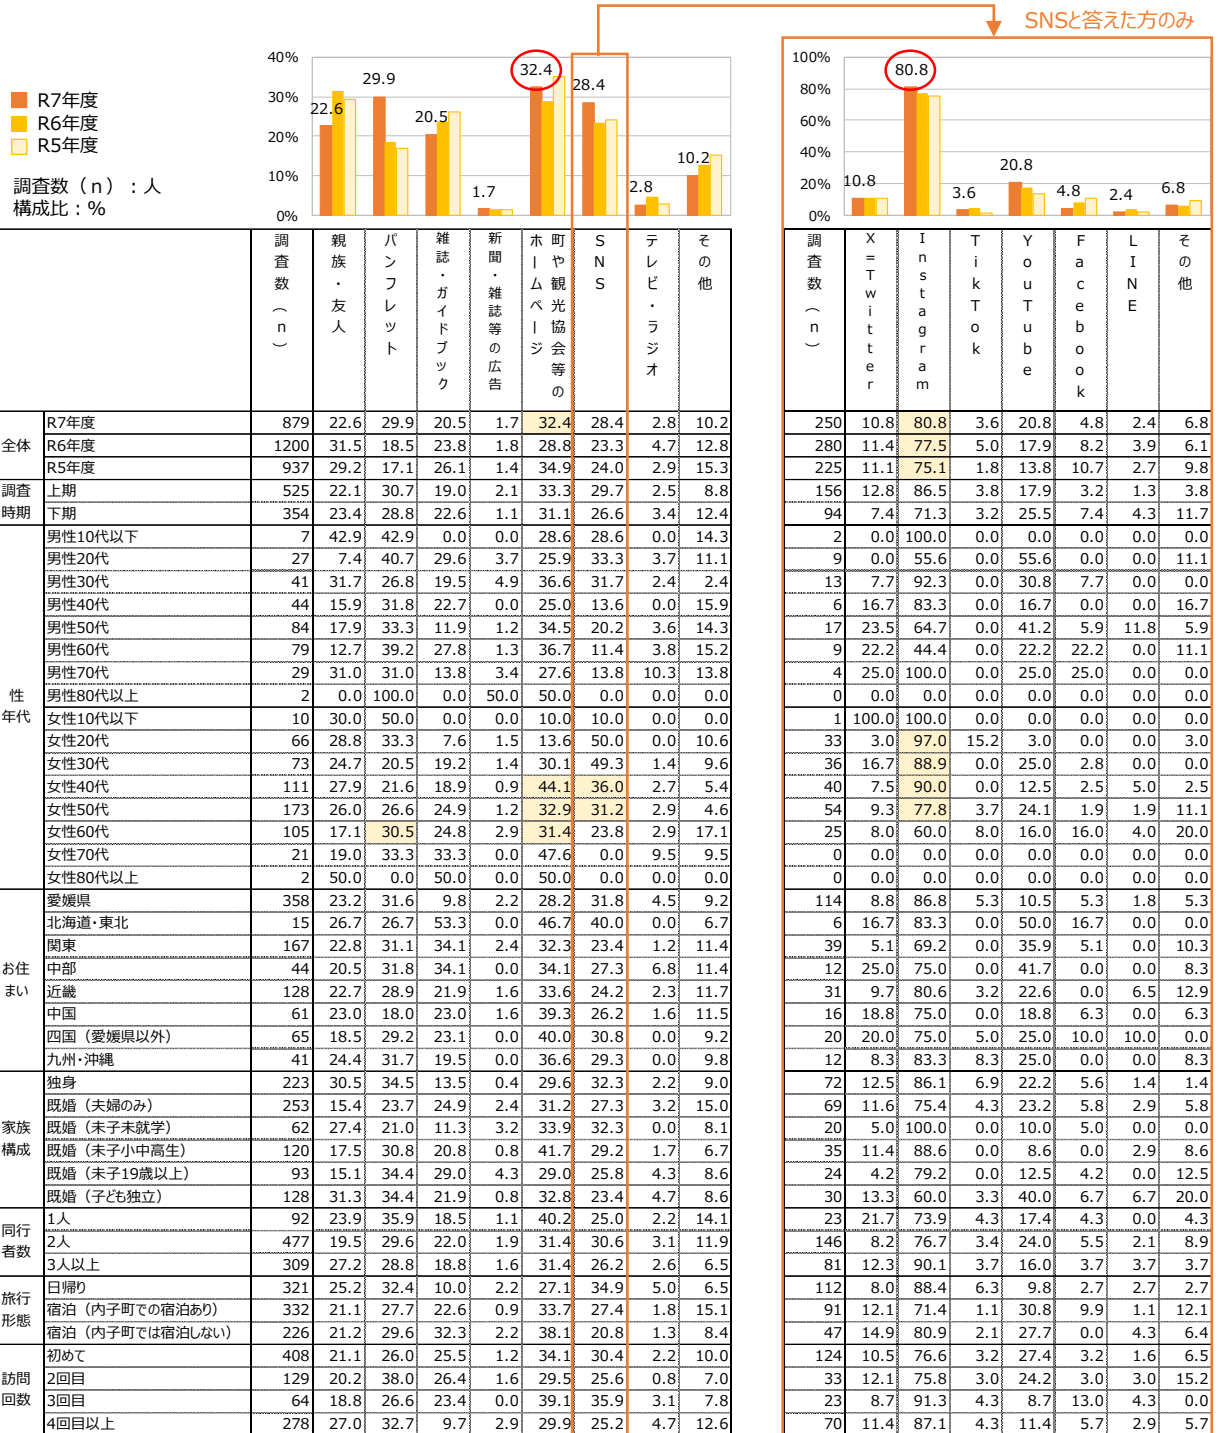 SNSと答えた方のみ
R7年度
R6年度
R5年度
調査数（n）：人
構成比：%
40%
30%
20%
10%
0%
22.6
29.9
20.5
1.7
32.4
28.4
2.8
10.2
100%
80%
60%
40%
20%
0%
10.8
80.8
3.6
20.8
4.8
2.4
6.8
調査数（n）
親族・友人
パンフレット
雑誌・ガイドブック
新聞・雑誌等の広告
町や観光協会等のホームページ
SNS
テレビ・ラジオ
その他
調査数（n）
X=Twitter
Instagram
TikTok
YouTube
Facebook
LINE
その他
全体
R7年度 879 22.6 29.9 20.5 1.7 32.4 28.4 2.8 10.2 250 10.8 80.8 3.6 20.8 4.8 2.4 6.8
R6年度 1200 31.5 18.5 23.8 1.8 28.8 23.3 4.7 12.8 280 11.4 77.5 5.0 17.9 8.2 3.9 6.1
R5年度 937 29.2 17.1 26.1 1.4 34.9 24.0 2.9 15.3 225 11.1 75.1 1.8 13.8 10.7 2.7 9.8
調査時期
上期 525 22.1 30.7 19.0 2.1 33.3 29.7 2.5 8.8 156 12.8 86.5 3.8 17.9 3.2 1.3 3.8
下期 354 23.4 28.8 22.6 1.1 31.1 26.6 3.4 12.4 94 7.4 71.3 3.2 25.5 7.4 4.3 11.7
性年代
男性10代以下 7 42.9 42.9 0.0 0.0 28.6 28.6 0.0 14.3 2 0.0 100.0 0.0 0.0 0.0 0.0 0.0
男性20代 27 7.4 40.7 29.6 3.7 25.9 33.3 3.7 11.1 9 0.0 55.6 0.0 55.6 0.0 0.0 11.1
男性30代 41 31.7 26.8 19.5 4.9 36.6 31.7 2.4 2.4 13 7.7 92.3 0.0 30.8 7.7 0.0 0.0
男性40代 44 15.9 31.8 22.7 0.0 25.0 13.6 0.0 15.9 6 16.7 83.3 0.0 16.7 0.0 0.0 16.7
男性50代 84 17.9 33.3 11.9 1.2 34.5 20.2 3.6 14.3 17 23.5 64.7 0.0 41.2 5.9 11.8 5.9
男性60代 79 12.7 39.2 27.8 1.3 36.7 11.4 3.8 15.2 9 22.2 44.4 0.0 22.2 22.2 0.0 11.1
男性70代 29 31.0 31.0 13.8 3.4 27.6 13.8 10.3 13.8 4 25.0 100.0 0.0 25.0 25.0 0.0 0.0
男性80代以上 2 0.0 100.0 0.0 50.0 50.0 0.0 0.0 0.0 0 0.0 0.0 0.0 0.0 0.0 0.0 0.0
女性10代以下 10 30.0 50.0 0.0 0.0 10.0 10.0 0.0 0.0 1 100.0 100.0 0.0 0.0 0.0 0.0 0.0
女性20代 66 28.8 33.3 7.6 1.5 13.6 50.0 0.0 10.6 33 3.0 97.0 15.2 3.0 0.0 0.0 3.0
女性30代 73 24.7 20.5 19.2 1.4 30.1 49.3 1.4 9.6 36 16.7 88.9 0.0 25.0 2.8 0.0 0.0
女性40代 111 27.9 21.6 18.9 0.9 44.1 36.0 2.7 5.4 40 7.5 90.0 0.0 12.5 2.5 5.0 2.5
女性50代 173 26.0 26.6 24.9 1.2 32.9 31.2 2.9 4.6 54 9.3 77.8 3.7 24.1 1.9 1.9 11.1
女性60代 105 17.1 30.5 24.8 2.9 31.4 23.8 2.9 17.1 25 8.0 60.0 8.0 16.0 16.0 4.0 20.0
女性70代 21 19.0 33.3 33.3 0.0 47.6 0.0 9.5 9.5 0 0.0 0.0 0.0 0.0 0.0 0.0 0.0
女性80代以上 2 50.0 0.0 50.0 0.0 50.0 0.0 0.0 0.0 0 0.0 0.0 0.0 0.0 0.0 0.0 0.0
お住まい
愛媛県 358 23.2 31.6 9.8 2.2 28.2 31.8 4.5 9.2 114 8.8 86.8 5.3 10.5 5.3 1.8 5.3
北海道・東北 15 26.7 26.7 53.3 0.0 46.7 40.0 0.0 6.7 6 16.7 83.3 0.0 50.0 16.7 0.0 0.0
関東 167 22.8 31.1 34.1 2.4 32.3 23.4 1.2 11.4 39 5.1 69.2 0.0 35.9 5.1 0.0 10.3
中部 44 20.5 31.8 34.1 0.0 34.1 27.3 6.8 11.4 12 25.0 75.0 0.0 41.7 0.0 0.0 8.3
近畿 128 22.7 28.9 21.9 1.6 33.6 24.2 2.3 11.7 31 9.7 80.6 3.2 22.6 0.0 6.5 12.9
中国 61 23.0 18.0 23.0 1.6 39.3 26.2 1.6 11.5 16 18.8 75.0 0.0 18.8 6.3 0.0 6.3
四国（愛媛県以外） 65 18.5 29.2 23.1 0.0 40.0 30.8 0.0 9.2 20 20.0 75.0 5.0 25.0 10.0 10.0 0.0
九州・沖縄 41 24.4 31.7 19.5 0.0 36.6 29.3 0.0 9.8 12 8.3 83.3 8.3 25.0 0.0 0.0 8.3
家族構成
独身 223 30.5 34.5 13.5 0.4 29.6 32.3 2.2 9.0 72 12.5 86.1 6.9 22.2 5.6 1.4 1.4
既婚（夫婦のみ） 253 15.4 23.7 24.9 2.4 31.2 27.3 3.2 15.0 69 11.6 75.4 4.3 23.2 5.8 2.9 5.8
既婚（末子未就学） 62 27.4 21.0 11.3 3.2 33.9 32.3 0.0 8.1 20 5.0 100.0 0.0 10.0 5.0 0.0 0.0
既婚（末子小中高生） 120 17.5 30.8 20.8 0.8 41.7 29.2 1.7 6.7 35 11.4 88.6 0.0 8.6 0.0 2.9 8.6
既婚（末子19歳以上） 93 15.1 34.4 29.0 4.3 29.0 25.8 4.3 8.6 24 4.2 79.2 0.0 12.5 4.2 0.0 12.5
既婚（子ども独立） 128 31.3 34.4 21.9 0.8 32.8 23.4 4.7 8.6 30 13.3 60.0 3.3 40.0 6.7 6.7 20.0
同行者数
1人 92 23.9 35.9 18.5 1.1 40.2 25.0 2.2 14.1 23 21.7 73.9 4.3 17.4 4.3 0.0 4.3
2人 477 19.5 29.6 22.0 1.9 31.4 30.6 3.1 11.9 146 8.2 76.7 3.4 24.0 5.5 2.1 8.9
3人以上 309 27.2 28.8 18.8 1.6 31.4 26.2 2.6 6.5 81 12.3 90.1 3.7 16.0 3.7 3.7 3.7
旅行形態
日帰り 321 25.2 32.4 10.0 2.2 27.1 34.9 5.0 6.5 112 8.0 88.4 6.3 9.8 2.7 2.7 2.7
宿泊（内子町での宿泊あり） 332 21.1 27.7 22.6 0.9 33.7 27.4 1.8 15.1 91 12.1 71.4 1.1 30.8 9.9 1.1 12.1
宿泊（内子町では宿泊しない） 226 21.2 29.6 32.3 2.2 38.1 20.8 1.3 8.4 47 14.9 80.9 2.1 27.7 0.0 4.3 6.4
訪問回数
初めて 408 21.1 26.0 25.5 1.2 34.1 30.4 2.2 10.0 124 10.5 76.6 3.2 27.4 3.2 1.6 6.5
2回目 129 20.2 38.0 26.4 1.6 29.5 25.6 0.8 7.0 33 12.1 75.8 3.0 24.2 3.0 3.0 15.2
3回目 64 18.8 26.6 23.4 0.0 39.1 35.9 3.1 7.8 23 8.7 91.3 4.3 8.7 13.0 4.3 0.0
4回目以上 278 27.0 32.7 9.7 2.9 29.9 25.2 4.7 12.6 70 11.4 87.1 4.3 11.4 5.7 2.9 5.7